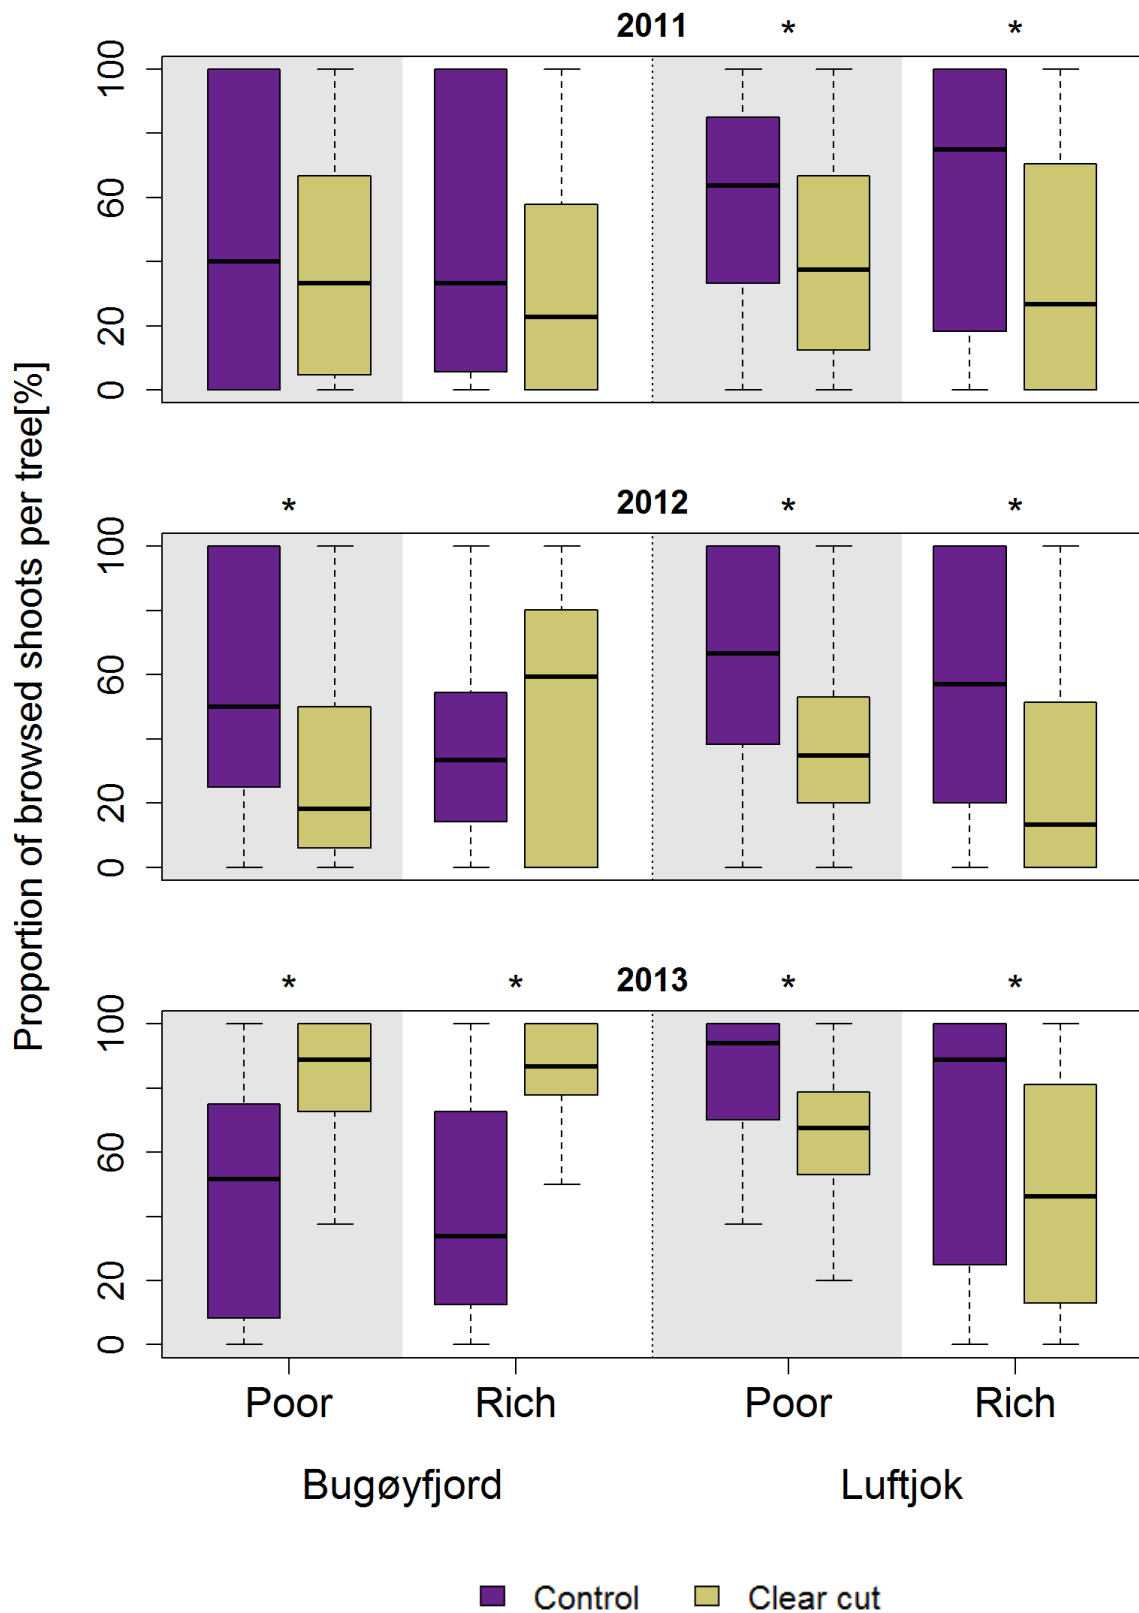 Proportion of browsed shoots per tree[%]
2011 * *
100
60
20
0
* 2012 * *
100
60
20
0
* * 2013 * *
100
60
20
0
Poor Rich Poor Rich
Bugøyfjord Luftjok
Control Clear cut